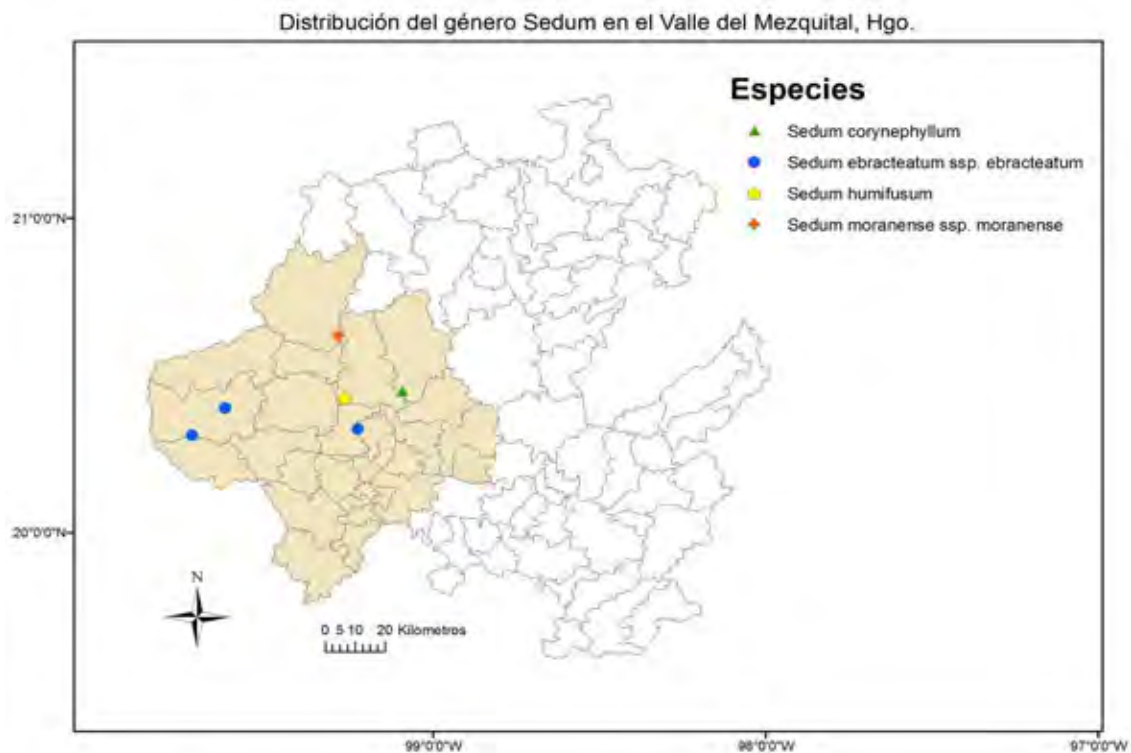 Distribución del género Sedum en el Valle del Mezquital, Hgo.
Especies
Sedum corynephyllum
Sedum ebracteatum ssp. ebracteatum
Sedum humifusum
Sedum moranense ssp. moranense
21°0'0"N
20°0'0"N
N
0 5 10 20 Kilometros
99°0'0"W
98°0'0"W
97°0'0"W